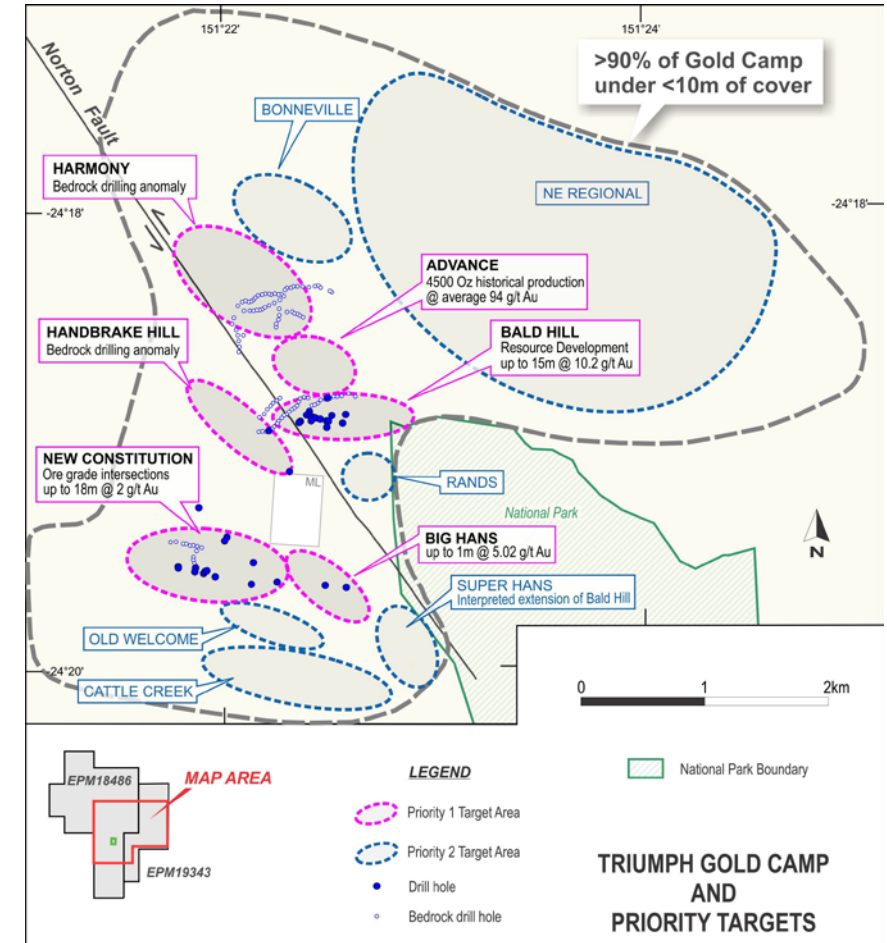 151°22'
151°24'
>90% of Gold Camp
under <10m of cover
Norton Fault
BONNEVILLE
HARMONY
Bedrock drilling anomaly
NE REGIONAL
-24°18'
-24°18'
ADVANCE
4500 Oz historical production
@ average 94 g/t Au
HANDBRAKE HILL
Bedrock drilling anomaly
BALD HILL
Resource Development
up to 15m @ 10.2 g/t Au
NEW CONSTITUTION
Ore grade intersections
up to 18m @ 2 g/t Au
ML
RANDS
National Park
N
BIG HANS
up to 1m @ 5.02 g/t Au
SUPER HANS
Interpreted extension of Bald Hill
OLD WELCOME
-24°20'
CATTLE CREEK
0 1 2km
EPM18486
MAP AREA
EPM19343
LEGEND
Priority 1 Target Area
Priority 2 Target Area
Drill hole
Bedrock drill hole
National Park Boundary
TRIUMPH GOLD CAMP
AND
PRIORITY TARGETS